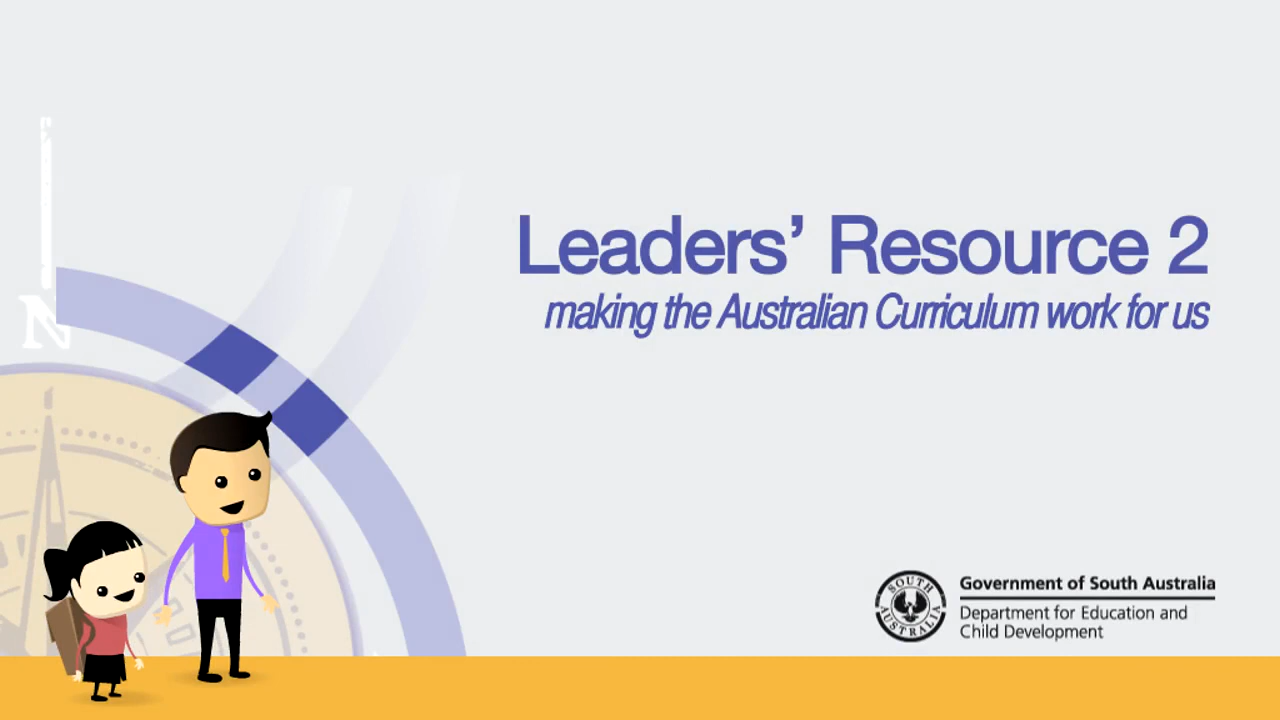 Leaders’ Resource 2
making the Australian Curriculum work for us
N
SOUTH
AUSTRALIA
Government of South Australia
Department for Education and
Child Development